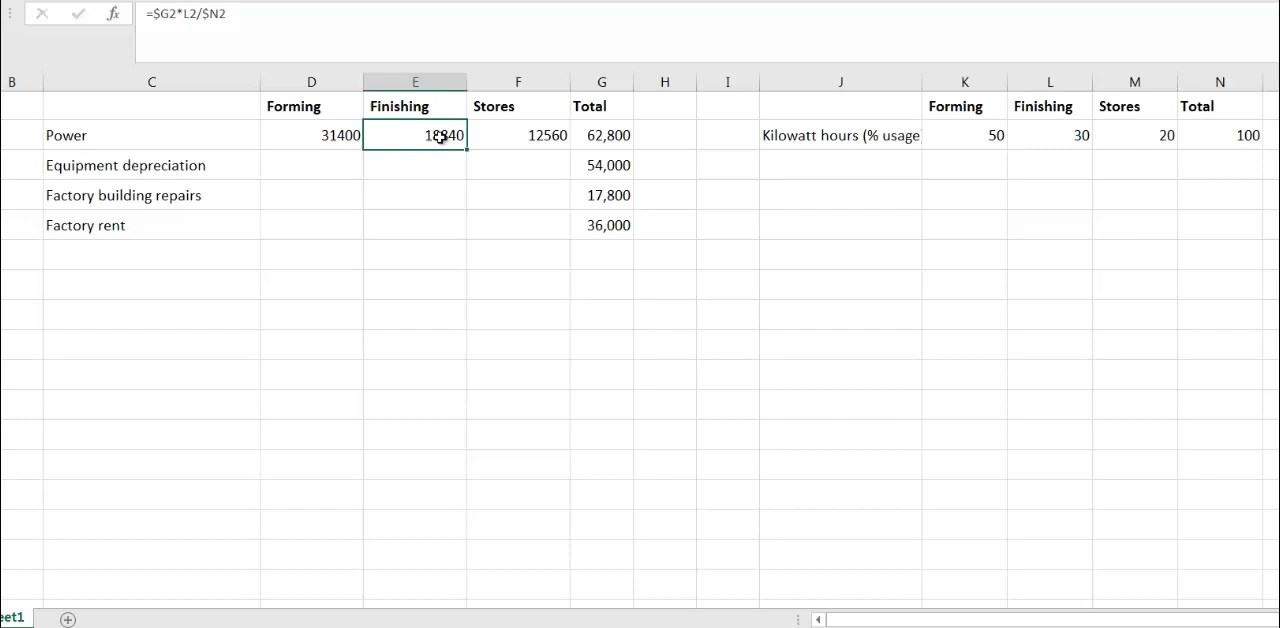 fx =$G2*L2/$N2
B C D E F G H I J K L M N
Forming Finishing Stores Total Forming Finishing Stores Total
Power 31400 18840 12560 62,800 Kilowatt hours (% usage 50 30 20 100
Equipment depreciation 54,000
Factory building repairs 17,800
Factory rent 36,000
eet1